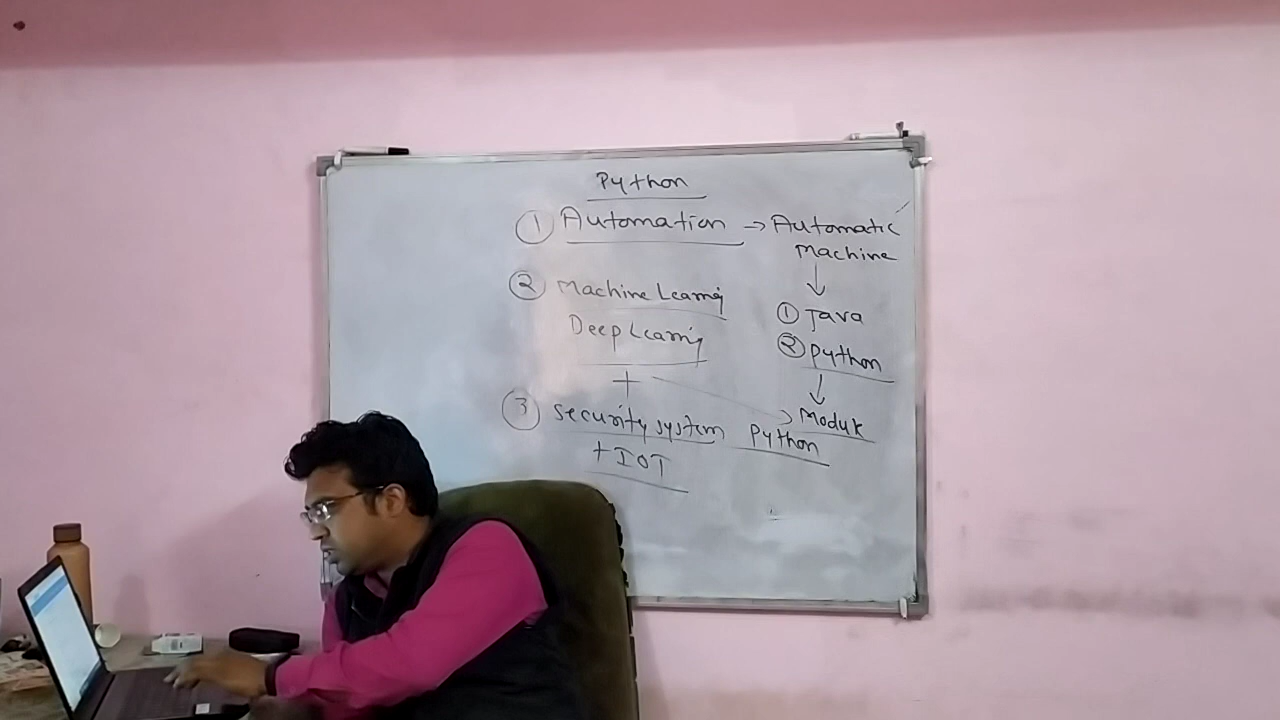 Python
① Automation → Automatic
Machine
↓
② Machine Learning
① Java
Deep Learning
② Python
+
↓
③ Security System
Module
Python
+ IOT